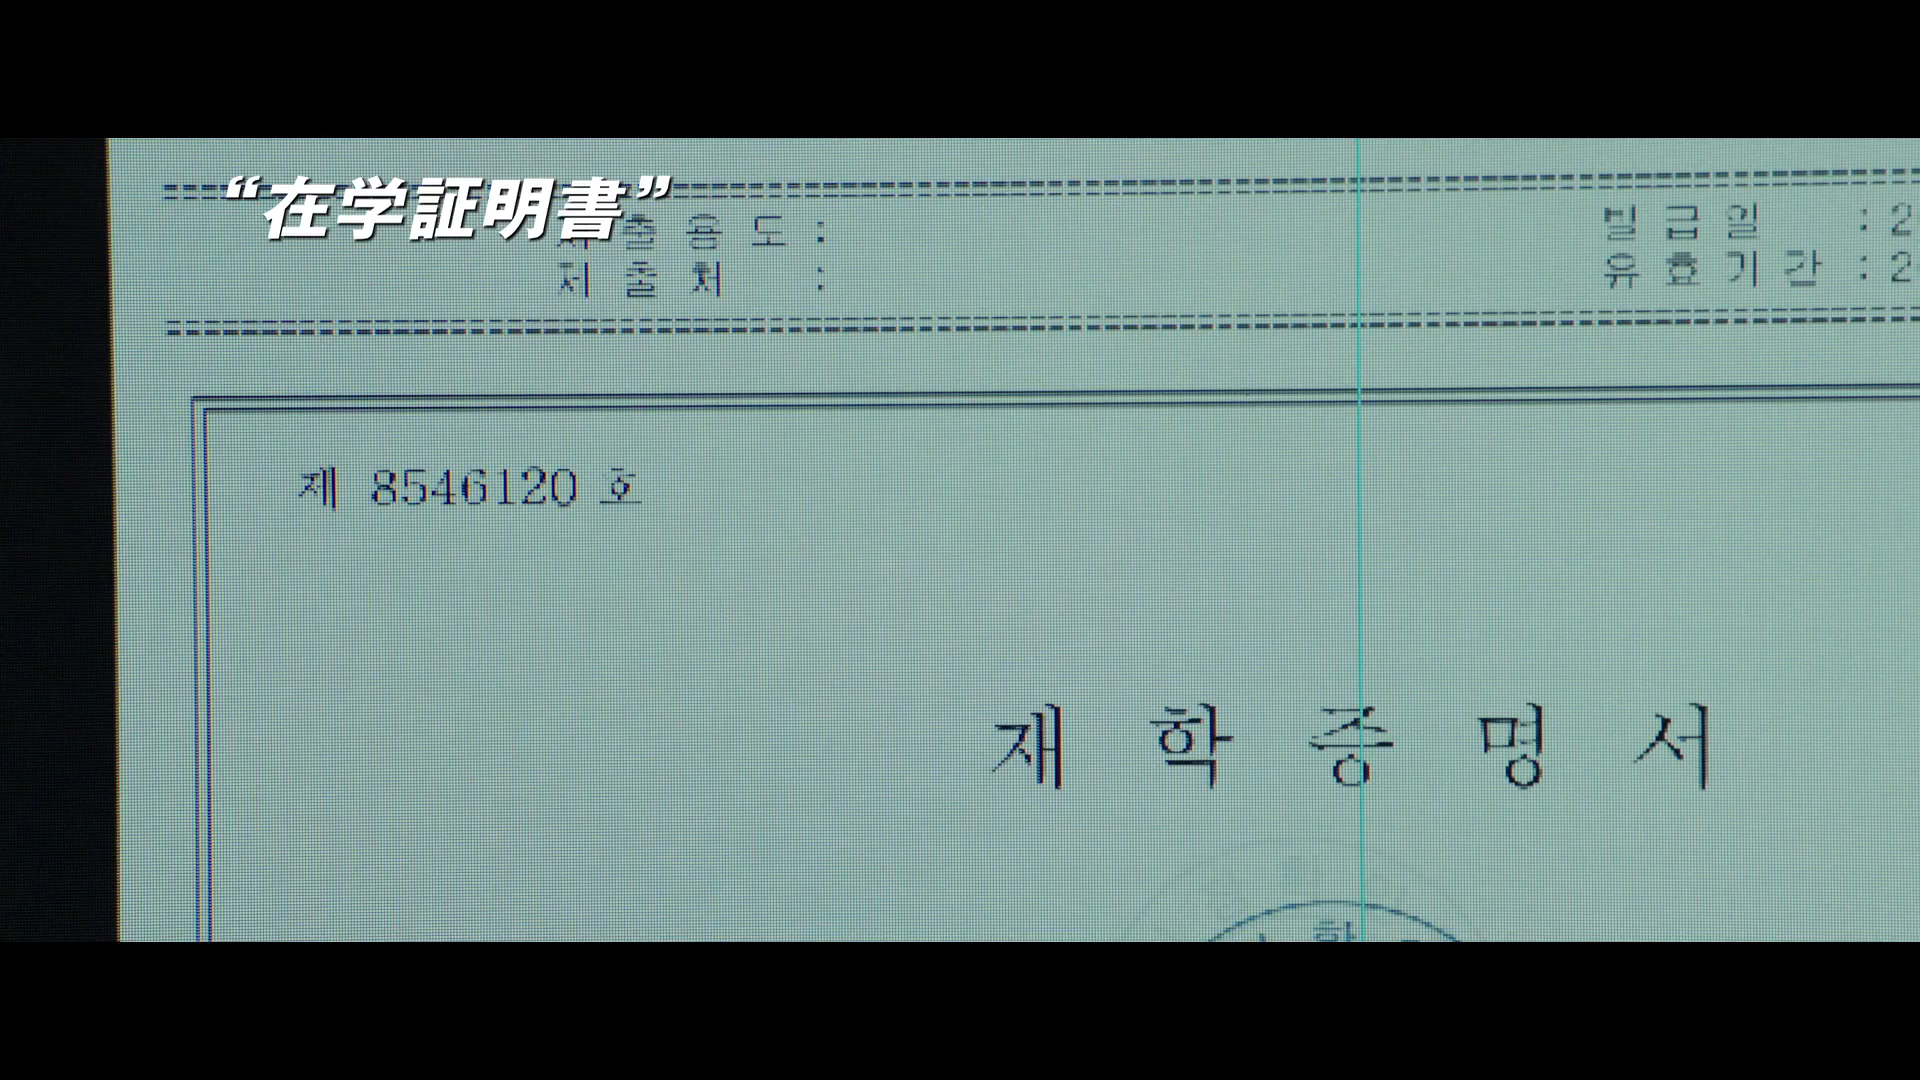 “在学証明書”
제출용도 :
제출처 :
발급일 : 2
유효기간 : 2
제 8546120 호
재학증명서
학